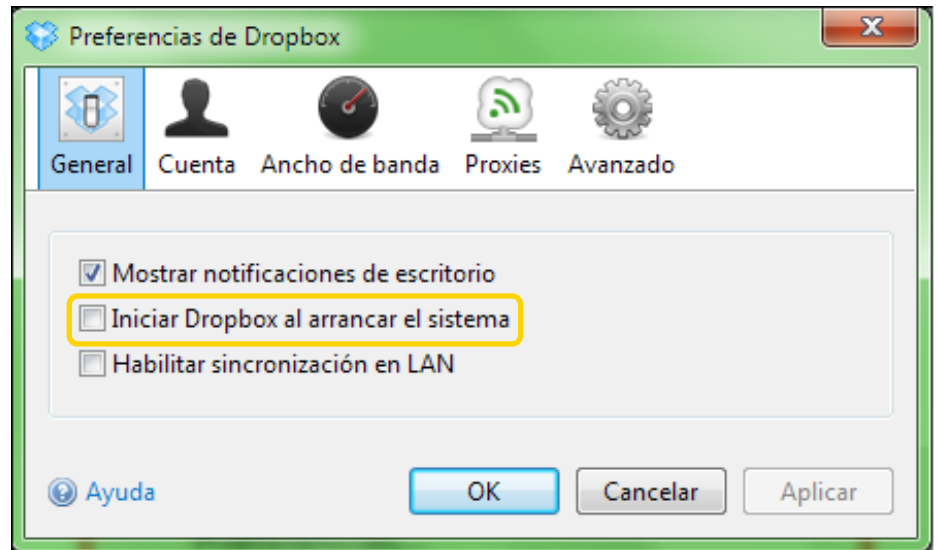 Preferencias de Dropbox
General Cuenta Ancho de banda Proxies Avanzado
Mostrar notificaciones de escritorio
Iniciar Dropbox al arrancar el sistema
Habilitar sincronización en LAN
Ayuda OK Cancelar Aplicar